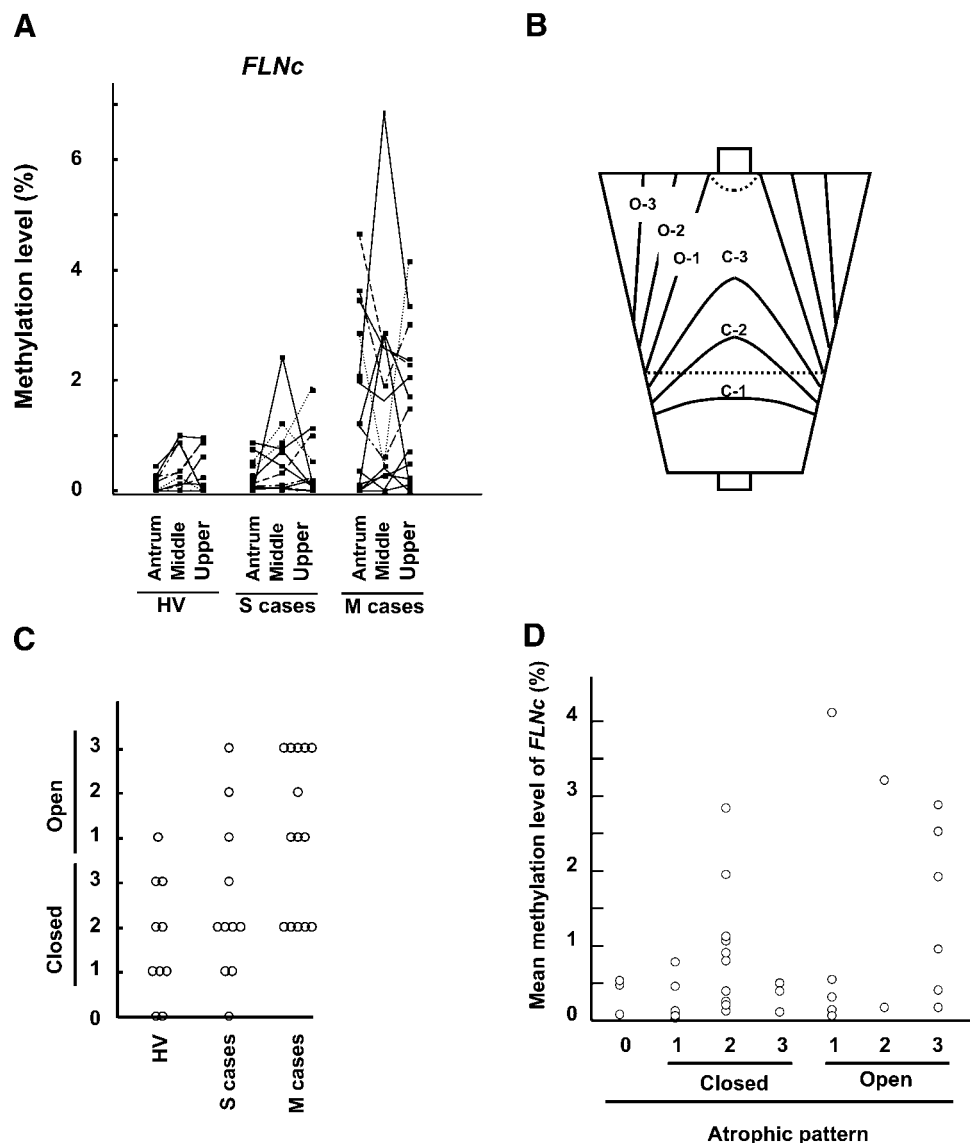 A
FLNc
Methylation level (%)
6
4
2
0
Antrum
Middle
Upper
HV
Antrum
Middle
Upper
S cases
Antrum
Middle
Upper
M cases
B
O-3
O-2
O-1
C-3
C-2
C-1
C
Open
3
2
1
Closed
3
2
1
0
HV
S cases
M cases
D
Mean methylation level of FLNc (%)
4
3
2
1
0
0 1 2 3 1 2 3
Closed Open
Atrophic pattern